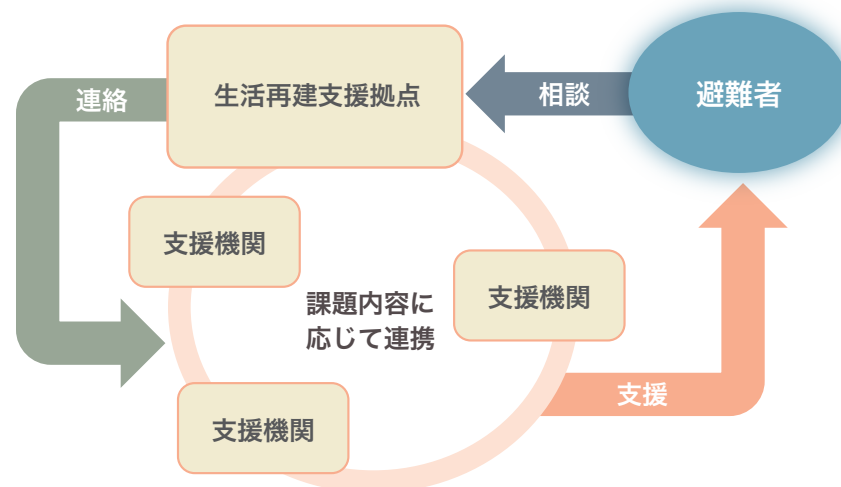 連絡
生活再建支援拠点
相談
避難者
支援機関
支援機関
課題内容に
応じて連携
支援
支援機関